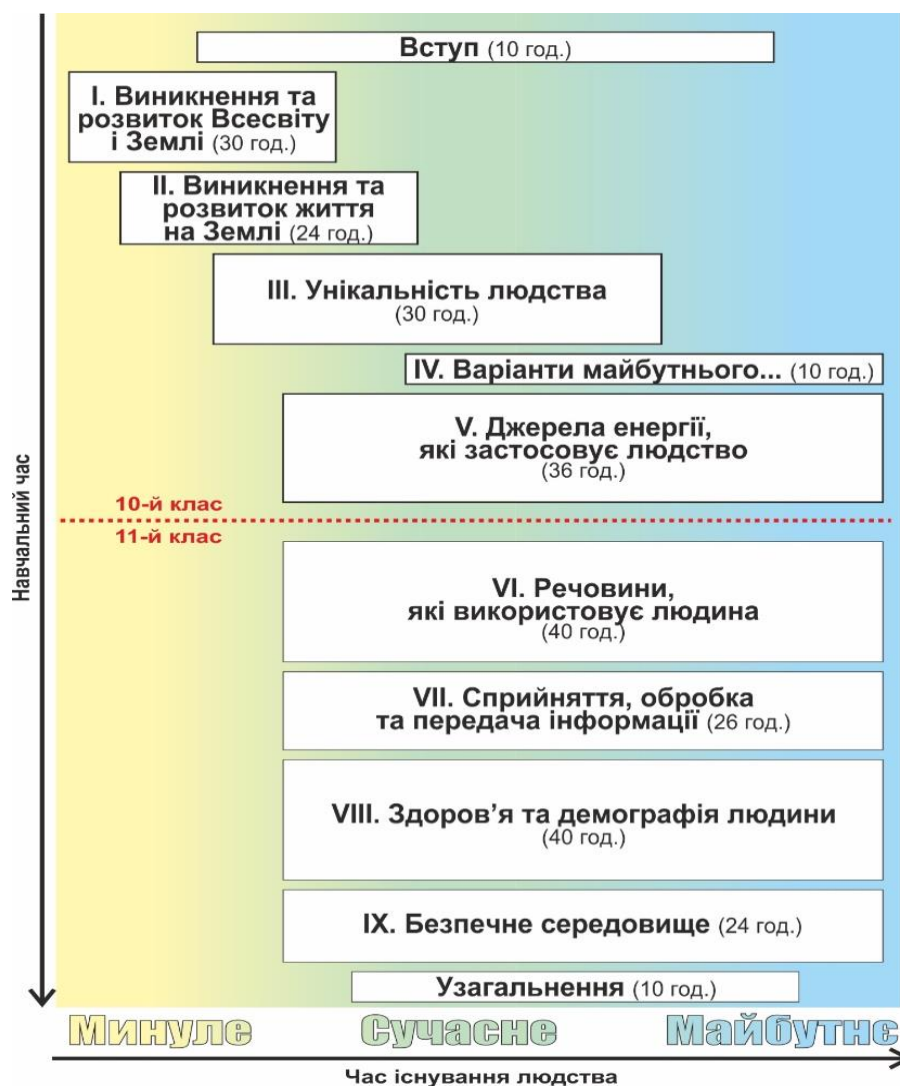 Вступ (10 год.)
I. Виникнення та
розвиток Всесвіту
і Землі (30 год.)
II. Виникнення та
розвиток життя
на Землі (24 год.)
III. Унікальність людства
(30 год.)
IV. Варіанти майбутнього... (10 год.)
V. Джерела енергії,
які застосовує людство
(36 год.)
10-й клас
11-й клас
VI. Речовини,
які використовує людина
(40 год.)
VII. Сприйняття, обробка
та передача інформації (26 год.)
VIII. Здоров’я та демографія людини
(40 год.)
IX. Безпечне середовище (24 год.)
Узагальнення (10 год.)
Навчальний час
Минуле Сучасне Майбутнє
Час існування людства